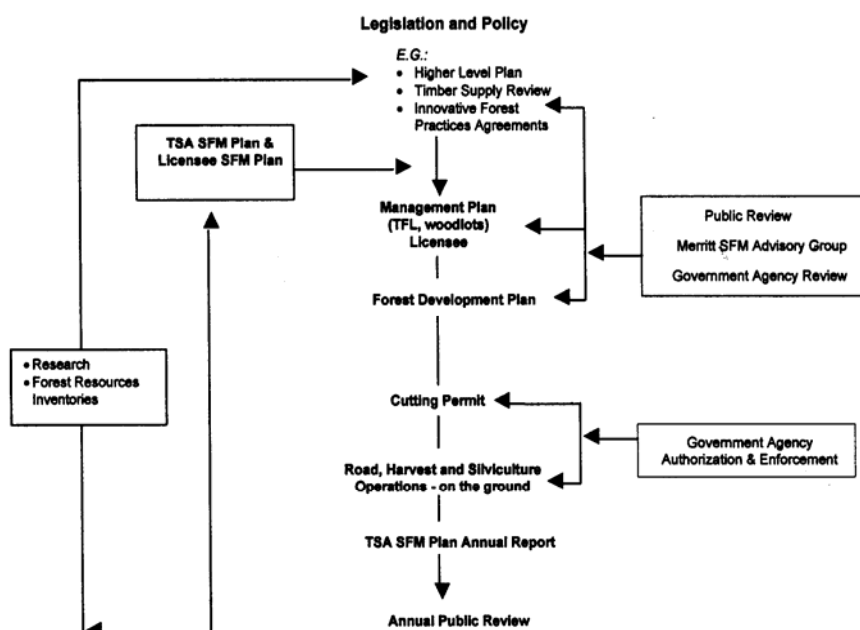 Legislation and Policy
E.G.:
• Higher Level Plan
• Timber Supply Review
• Innovative Forest
Practices Agreements
TSA SFM Plan &
Licensee SFM Plan
Management Plan
(TFL, woodlots)
Licensee
Public Review
Merritt SFM Advisory Group
Government Agency Review
Forest Development Plan
• Research
• Forest Resources
Inventories
Cutting Permit
Government Agency
Authorization & Enforcement
Road, Harvest and Silviculture
Operations - on the ground
TSA SFM Plan Annual Report
Annual Public Review